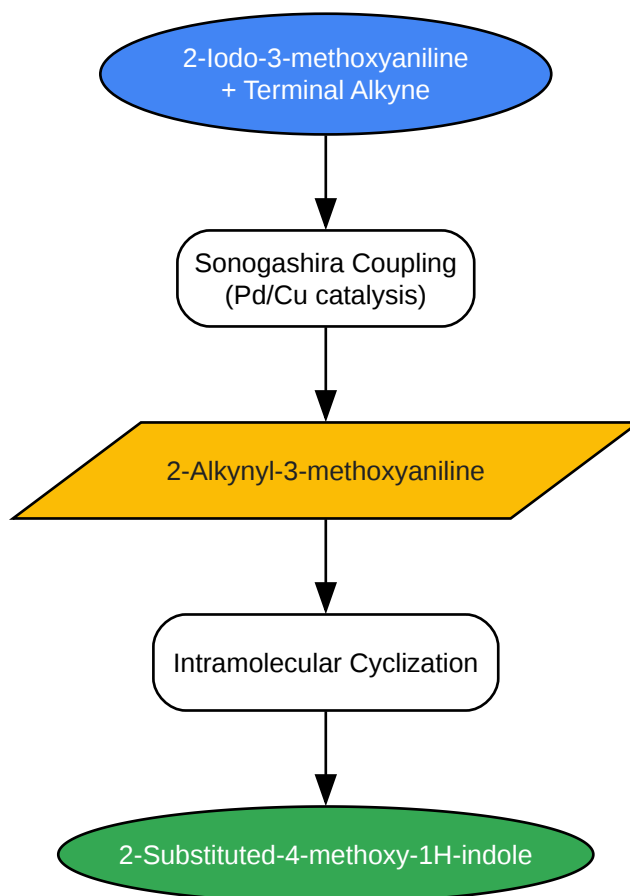 2-Iodo-3-methoxyaniline
+ Terminal Alkyne
Sonogashira Coupling
(Pd/Cu catalysis)
2-Alkynyl-3-methoxyaniline
Intramolecular Cyclization
2-Substituted-4-methoxy-1H-indole